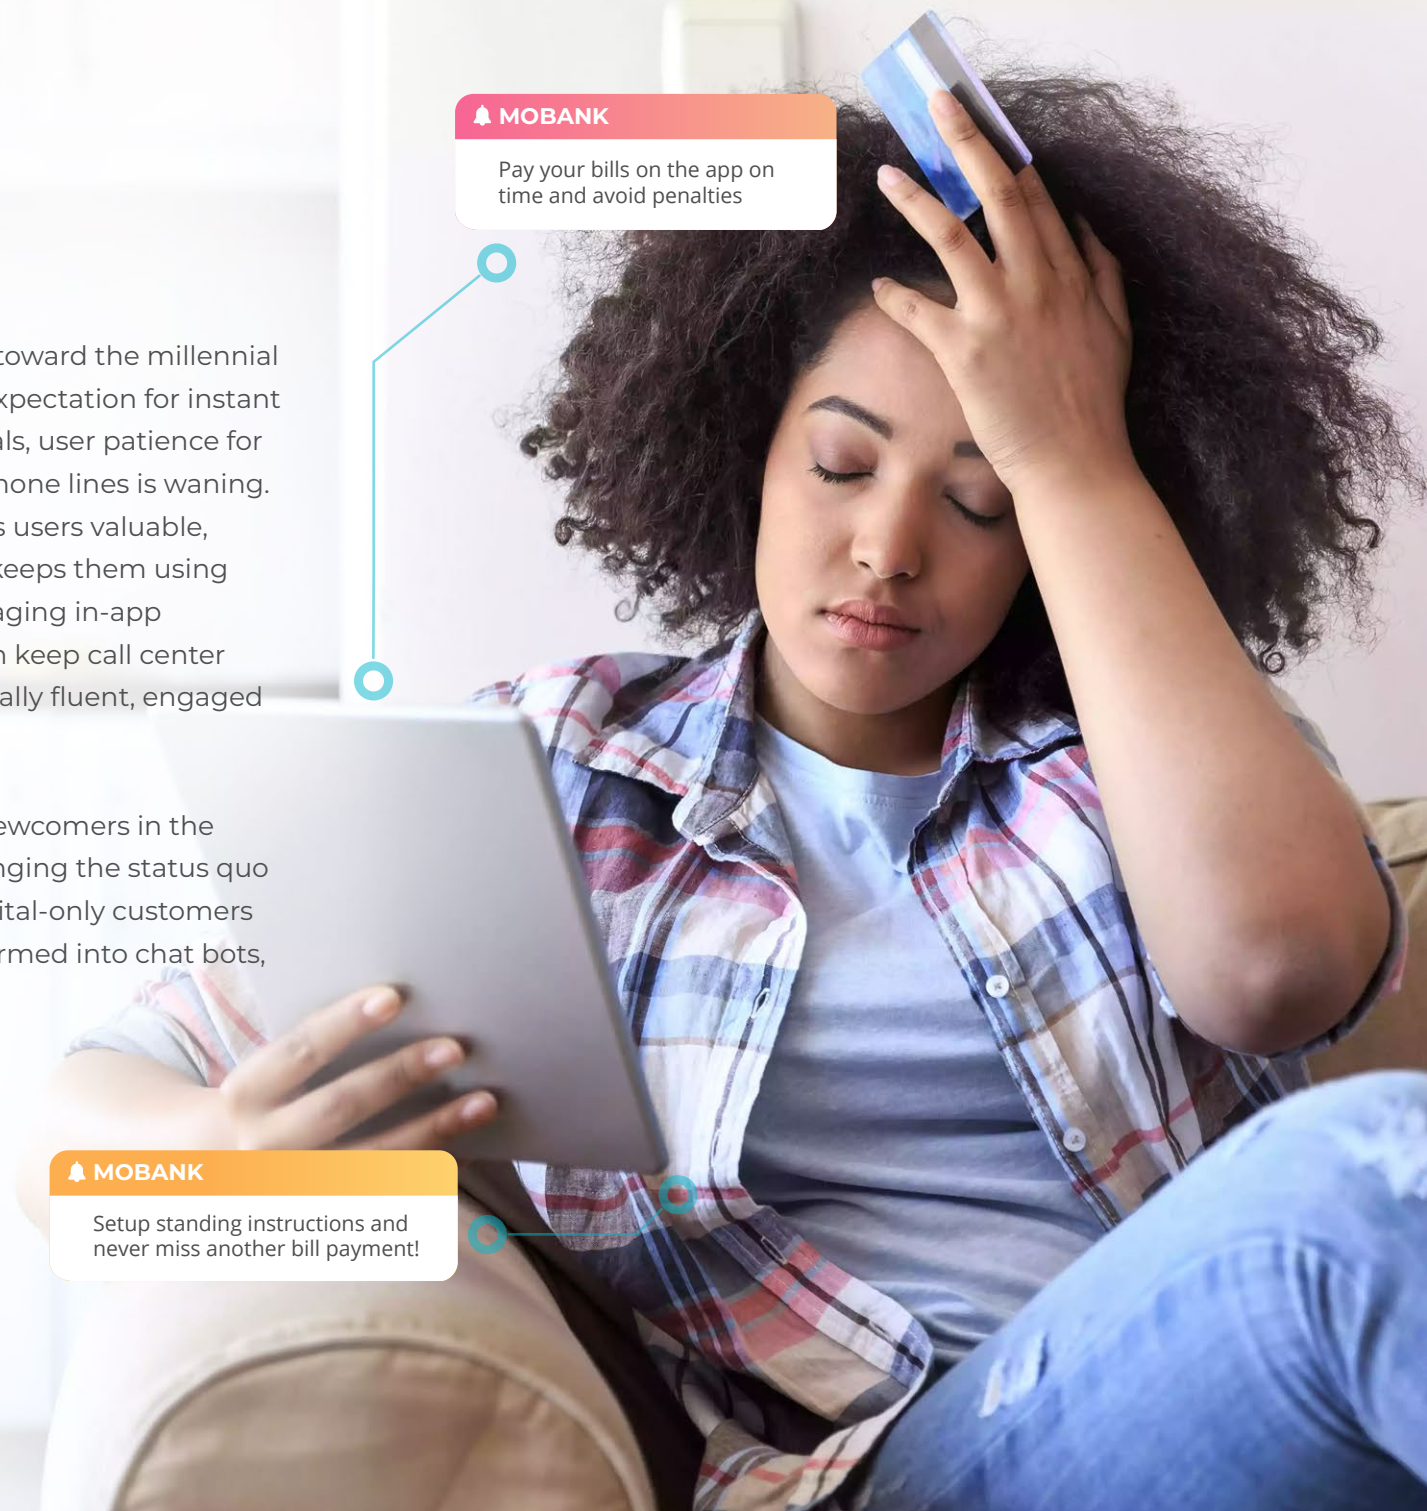 MOBANK
Pay your bills on the app on
time and avoid penalties
toward the millennial
xpectation for instant
als, user patience for
none lines is waning.
s users valuable,
keeps them using
aging in-app
n keep call center
ally fluent, engaged
ewcomers in the
nging the status quo
ital-only customers
rmed into chat bots,
MOBANK
Setup standing instructions and
never miss another bill payment!